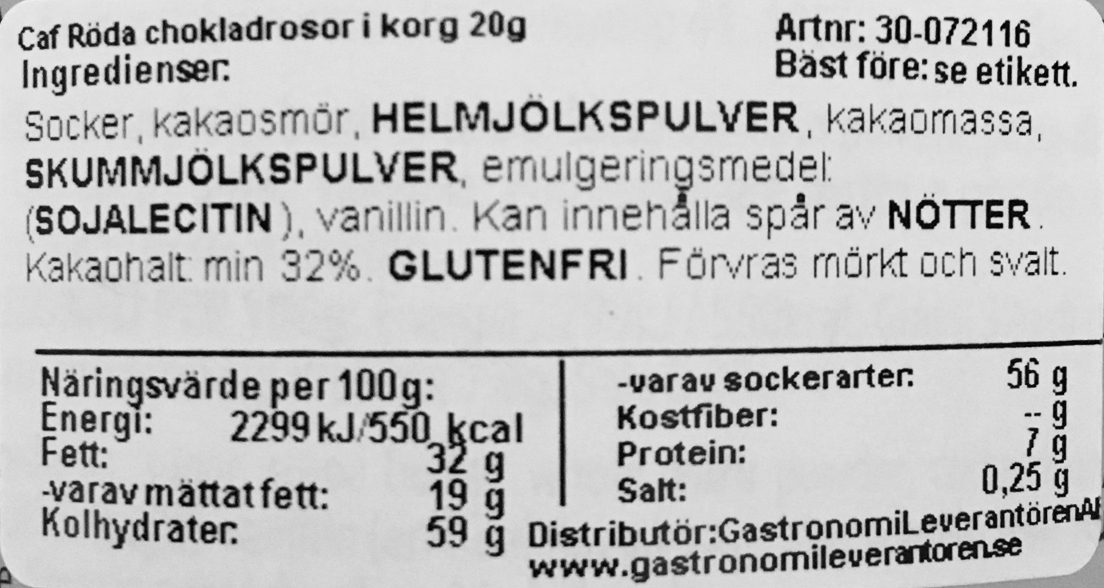 Caf Röda chokladrosor i korg 20g
Artnr: 30-072116
Ingredienser:
Bäst före: se etikett.
Socker, kakaosmör, HELMJÖLKSPULVER, kakaomassa,
SKUMMJÖLKSPULVER, emulgeringsmedel:
(SOJALECITIN ), vanillin. Kan innehålla spår av NÖTTER.
Kakaohalt: min 32%. GLUTENFRI. Förvras mörkt och svalt.
Näringsvärde per 100g:
Energi: 2299 kJ/550 kcal
Fett: 32 g
-varav mättat fett: 19 g
Kolhydrater: 59 g
-varav sockerarter: 56 g
Kostfiber: -- g
Protein: 7 g
Salt: 0,25 g
Distributör:GastronomiLeverantörenAB
www.gastronomileverantoren.se